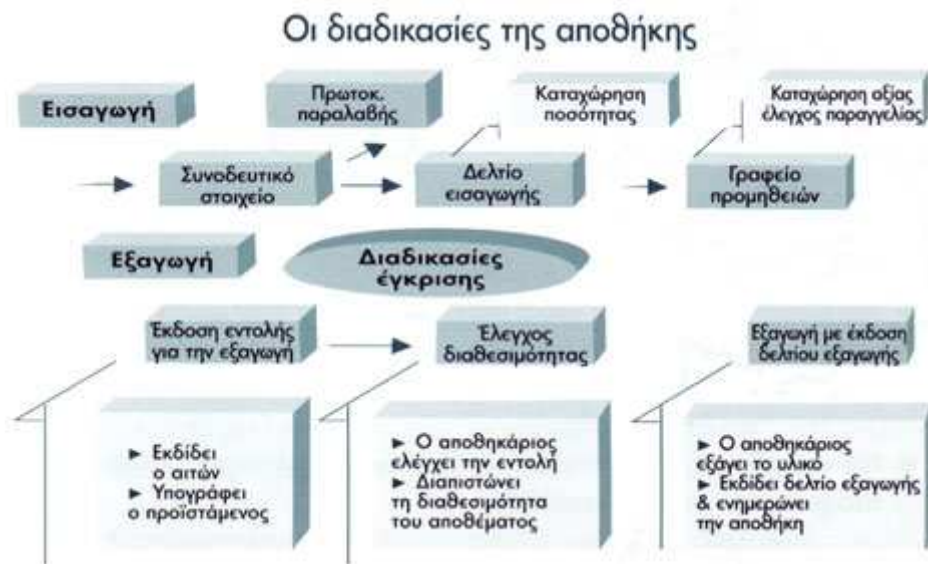 Οι διαδικασίες της αποθήκης
Εισαγωγή
Πρωτοκ.
παραλαβής
Καταχώρηση
ποσότητας
Καταχώρηση αξίας
έλεγχος παραγγελίας
Συνοδευτικό
στοιχείο
Δελτίο
εισαγωγής
Γραφείο
προμηθειών
Εξαγωγή
Διαδικασίες
έγκρισης
Έκδοση εντολής
για την εξαγωγή
Έλεγχος
διαθεσιμότητας
Εξαγωγή με έκδοση
δελτίου εξαγωγής
► Εκδίδει
ο αιτών
► Υπογράφει
ο προϊστάμενος
► Ο αποθηκάριος
ελέγχει την εντολή
► Διαπιστώνει
τη διαθεσιμότητα
του αποθέματος
► Ο αποθηκάριος
εξάγει το υλικό
► Εκδίδει δελτίο εξαγωγής
& ενημερώνει
την αποθήκη